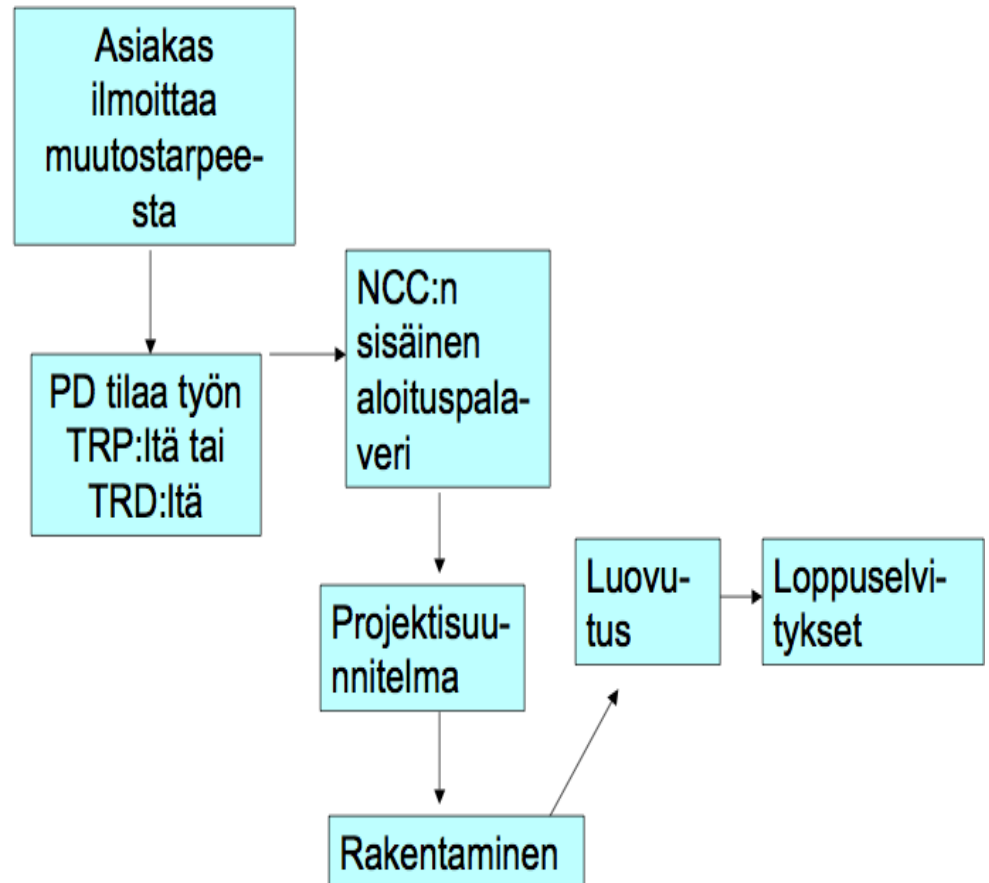 Asiakas
ilmoittaa
muutostarpee-
sta
PD tilaa työn
TRP:ltä tai
TRD:ltä
NCC:n
sisäinen
aloituspala-
veri
Projektisuu-
nnitelma
Rakentaminen
Luovu-
tus
Loppuselvi-
tykset